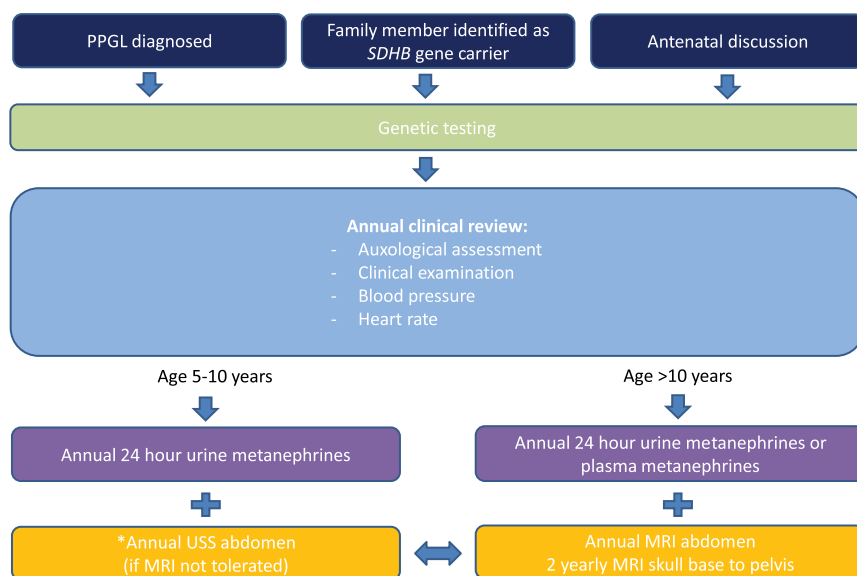 PPGL diagnosed
Family member identified as
SDHB gene carrier
Antenatal discussion
Genetic testing
Annual clinical review:
- Auxological assessment
- Clinical examination
- Blood pressure
- Heart rate
Age 5-10 years
Age >10 years
Annual 24 hour urine metanephrines
Annual 24 hour urine metanephrines or
plasma metanephrines
*Annual USS abdomen
(if MRI not tolerated)
Annual MRI abdomen
2 yearly MRI skull base to pelvis